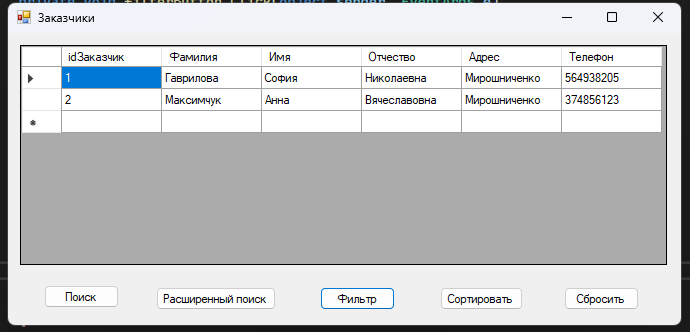 Заказчики
idЗаказчик Фамилия Имя Отчество Адрес Телефон
1 Гаврилова София Николаевна Мирошниченко 564938205
2 Максимчук Анна Вячеславовна Мирошниченко 374856123
Поиск Расширенный поиск Фильтр Сортировать Сбросить